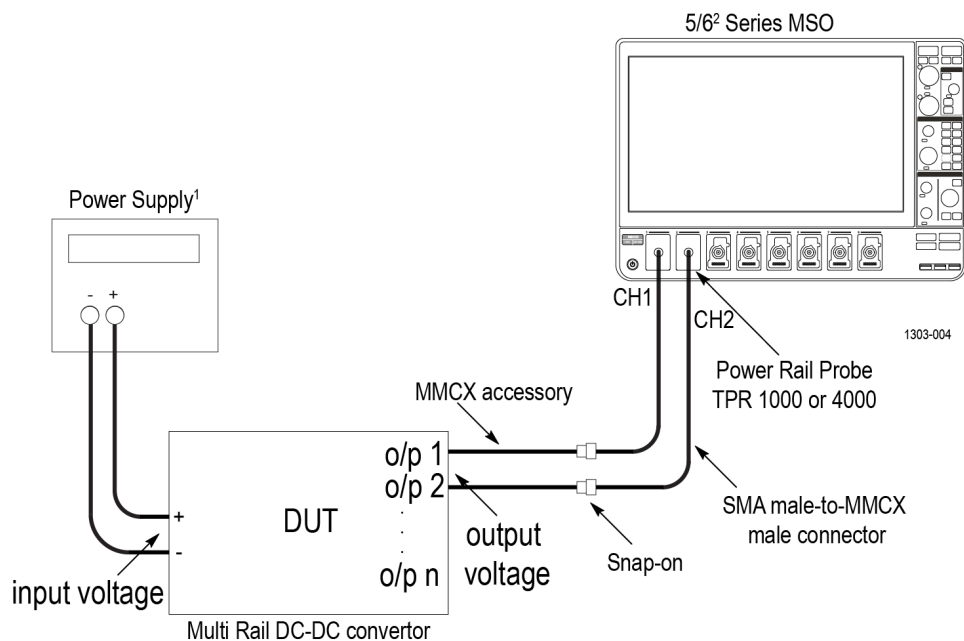 5/6² Series MSO
Power Supply¹
- +
CH1
CH2
1303-004
Power Rail Probe
TPR 1000 or 4000
MMCX accessory
o/p 1
o/p 2
.
.
.
o/p n
DUT
+
-
input voltage
output
voltage
Snap-on
SMA male-to-MMCX
male connector
Multi Rail DC-DC convertor